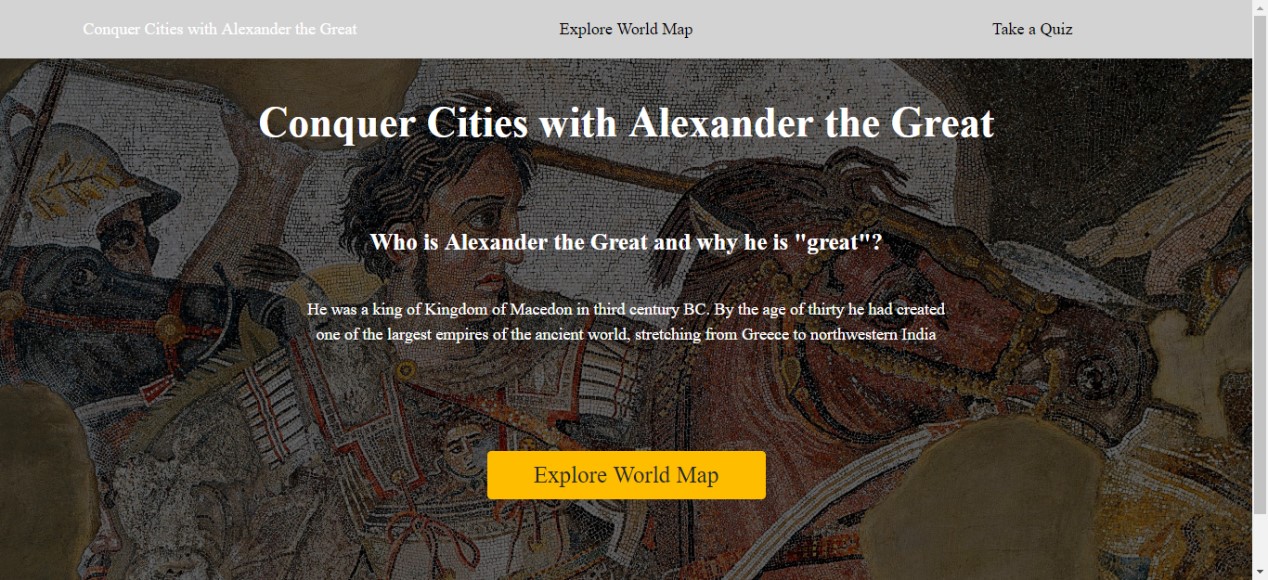 Conquer Cities with Alexander the Great
Explore World Map
Take a Quiz
Conquer Cities with Alexander the Great
Who is Alexander the Great and why he is "great"?
He was a king of Kingdom of Macedon in third century BC. By the age of thirty he had created
one of the largest empires of the ancient world, stretching from Greece to northwestern India
Explore World Map